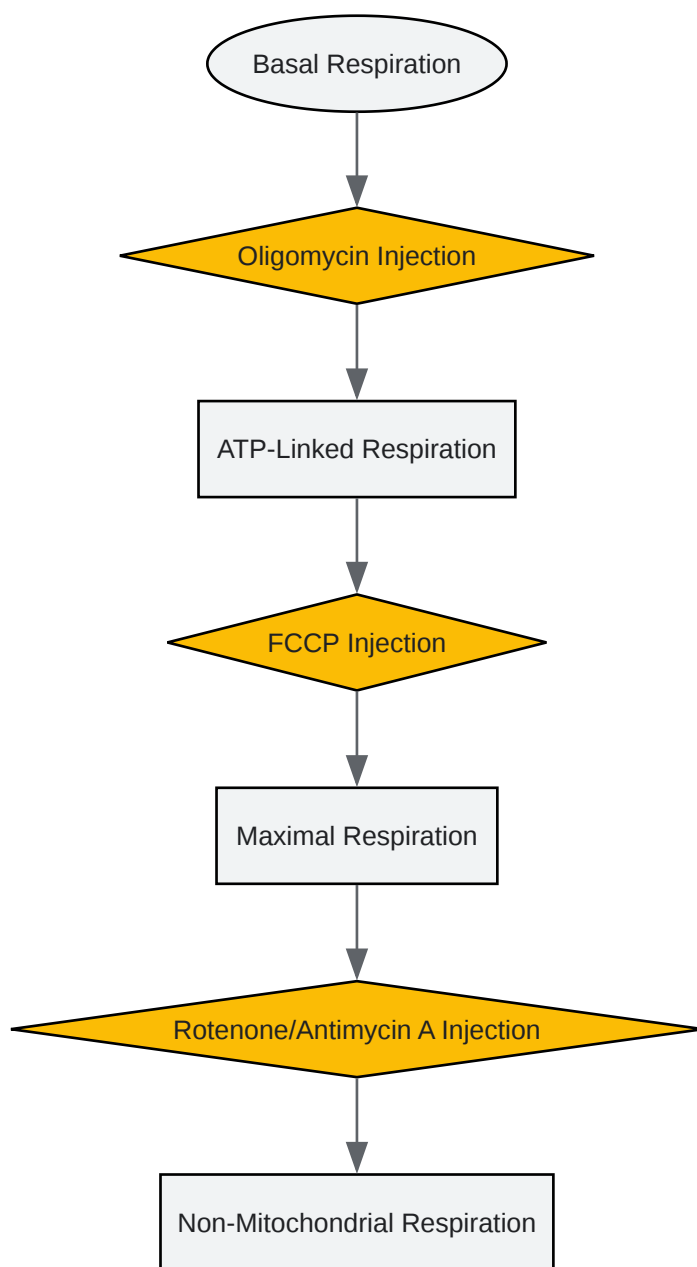 Basal Respiration
Oligomycin Injection
ATP-Linked Respiration
FCCP Injection
Maximal Respiration
Rotenone/Antimycin A Injection
Non-Mitochondrial Respiration